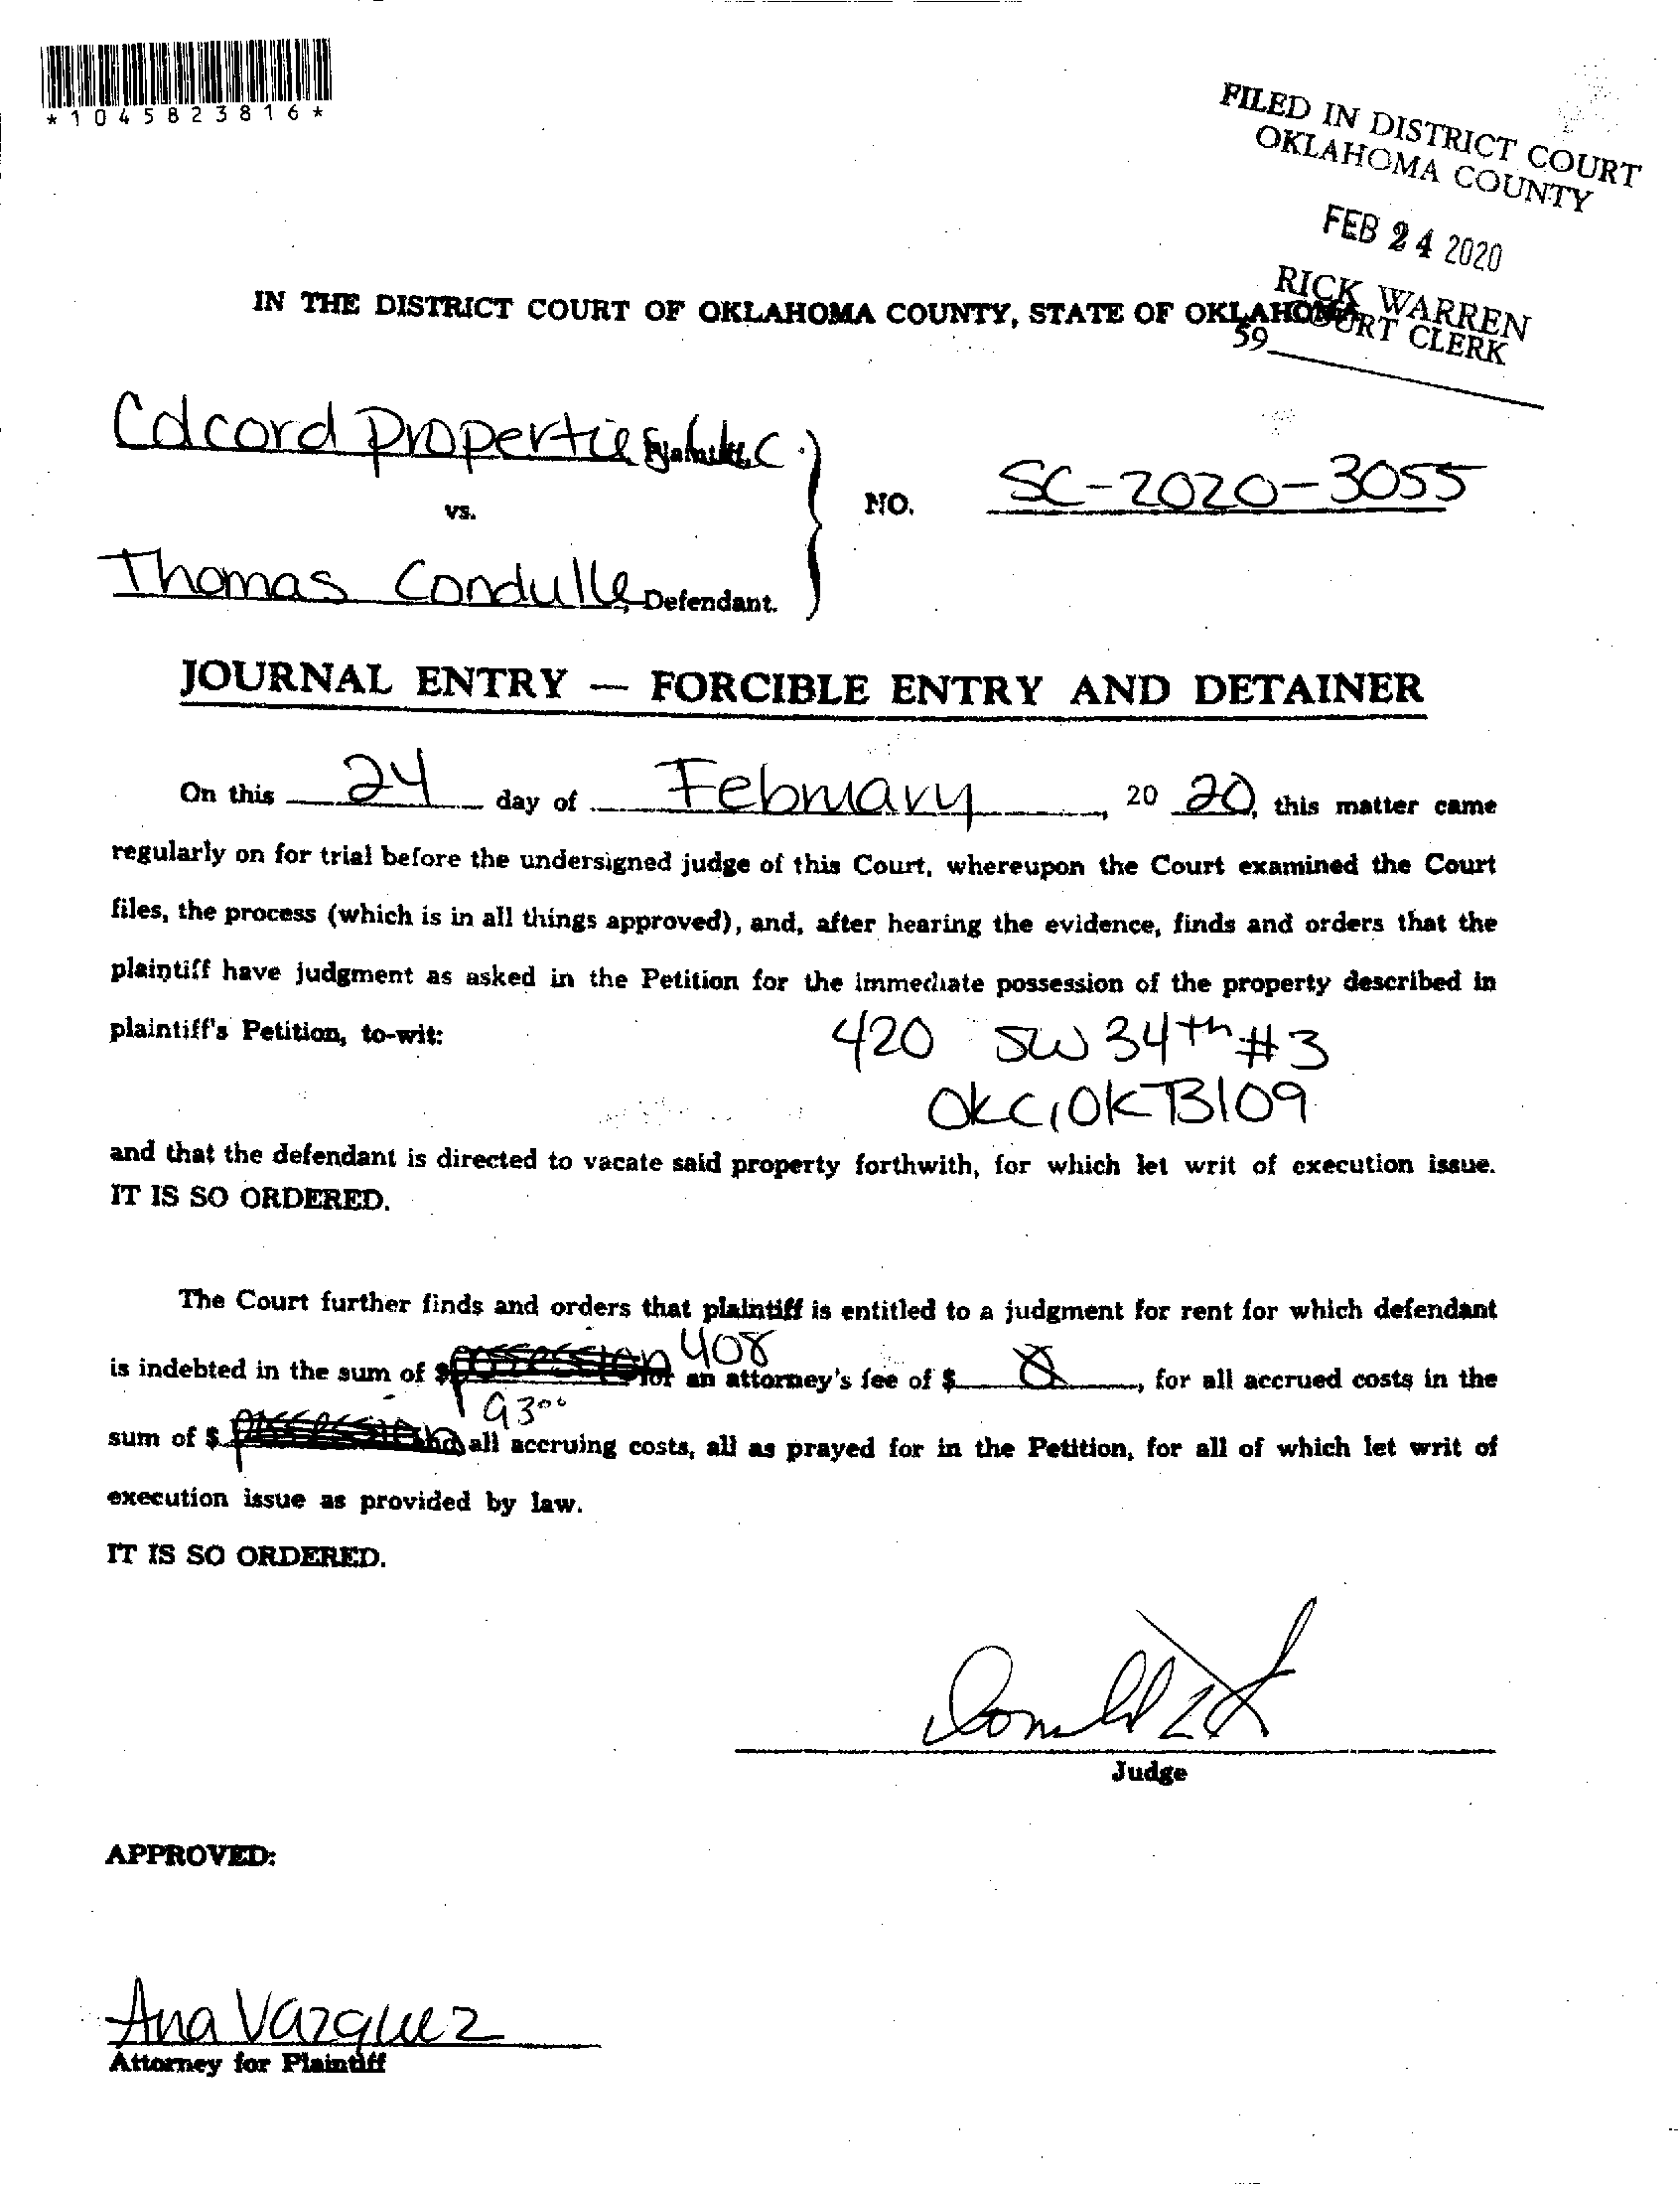 *1045823816*
FILED IN DISTRICT COURT
OKLAHOMA COUNTY
FEB 24 2020
RICK WARREN
COURT CLERK
59
IN THE DISTRICT COURT OF OKLAHOMA COUNTY, STATE OF OKLAHOMA
Colcord Properties LLC Plaintiff,
vs.
NO. SC-2020-3055
Thomas Condulle, Defendant.
JOURNAL ENTRY — FORCIBLE ENTRY AND DETAINER
On this 24 day of February, 20 20, this matter came
regularly on for trial before the undersigned judge of this Court, whereupon the Court examined the Court
files, the process (which is in all things approved), and, after hearing the evidence, finds and orders that the
plaintiff have judgment as asked in the Petition for the immediate possession of the property described in
plaintiff's Petition, to-wit: 420 SW 34th #3
OKC, OK 73109
and that the defendant is directed to vacate said property forthwith, for which let writ of execution issue.
IT IS SO ORDERED.
The Court further finds and orders that plaintiff is entitled to a judgment for rent for which defendant
is indebted in the sum of $ possession 408 for an attorney's fee of $ 0, for all accrued costs in the
sum of $ possession 9300 and all accruing costs, all as prayed for in the Petition, for all of which let writ of
execution issue as provided by law.
IT IS SO ORDERED.
Judge
APPROVED:
Ana Vazquez
Attorney for Plaintiff